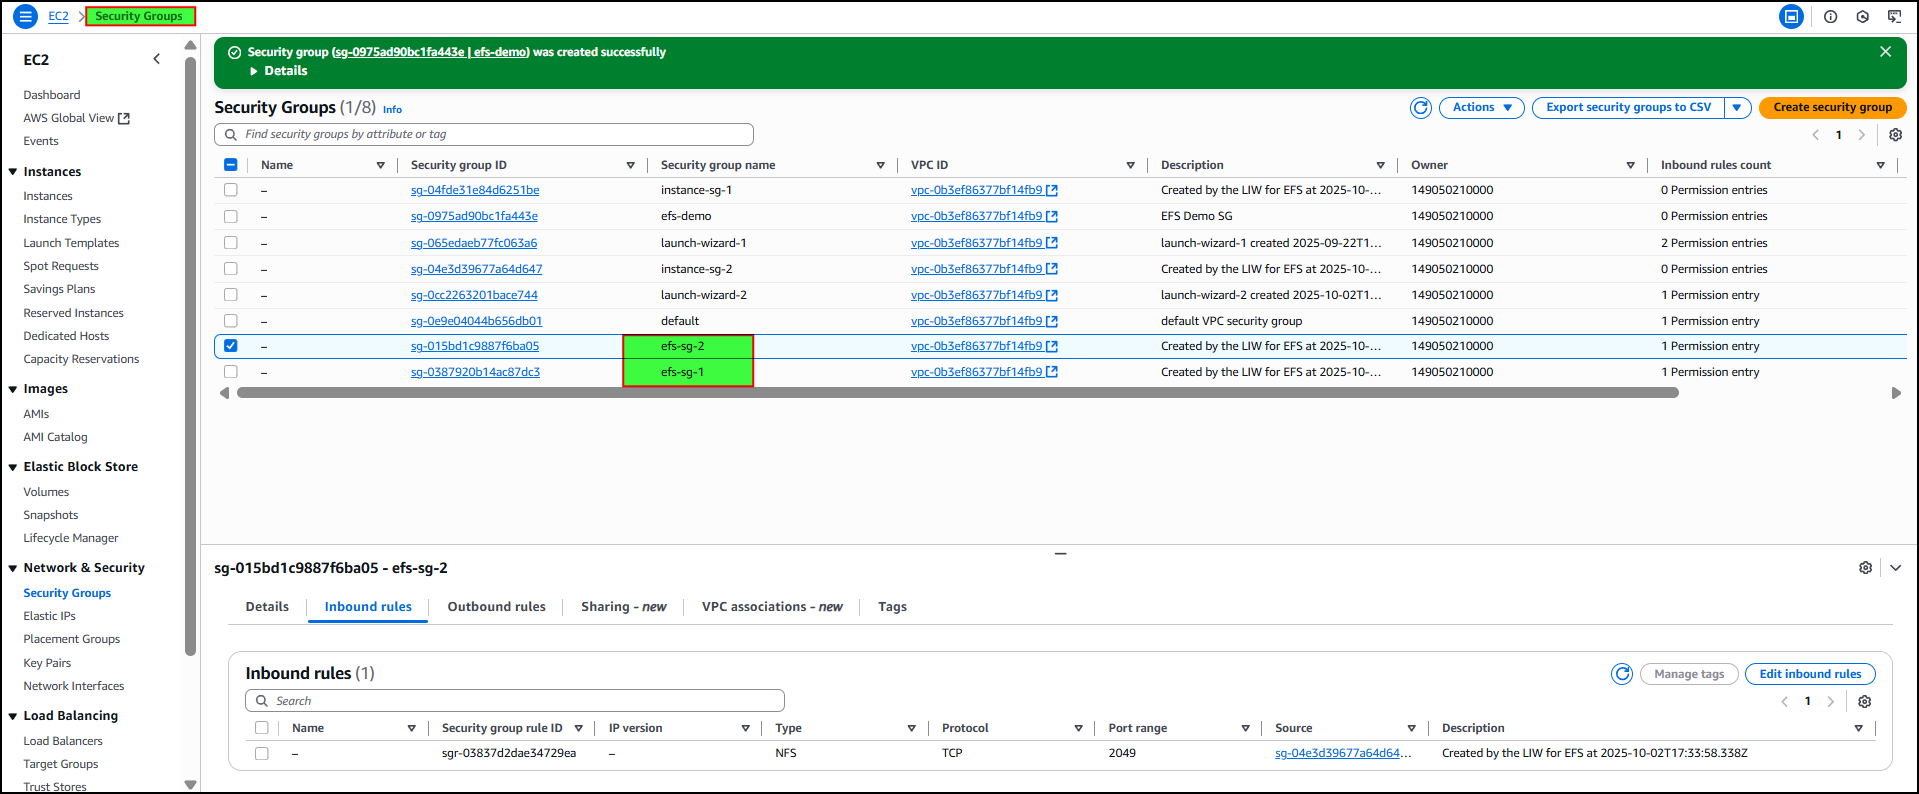 EC2 > Security Groups
EC2
Dashboard
AWS Global View
Events
Instances
Instances
Instance Types
Launch Templates
Spot Requests
Savings Plans
Reserved Instances
Dedicated Hosts
Capacity Reservations
Images
AMIs
AMI Catalog
Elastic Block Store
Volumes
Snapshots
Lifecycle Manager
Network & Security
Security Groups
Elastic IPs
Placement Groups
Key Pairs
Network Interfaces
Load Balancing
Load Balancers
Target Groups
Trust Stores
Security group (sg-0975ad90bc1fa443e | efs-demo) was created successfully
Details
Security Groups (1/8) Info
Actions
Export security groups to CSV
Create security group
Find security groups by attribute or tag
1
Name Security group ID Security group name VPC ID Description Owner Inbound rules count
– sg-04fde31e84d6251be instance-sg-1 vpc-0b3ef86377bf14fb9 Created by the LIW for EFS at 2025-10-... 149050210000 0 Permission entries
– sg-0975ad90bc1fa443e efs-demo vpc-0b3ef86377bf14fb9 EFS Demo SG 149050210000 0 Permission entries
– sg-065edaeb77fc063a6 launch-wizard-1 vpc-0b3ef86377bf14fb9 launch-wizard-1 created 2025-09-22T1... 149050210000 2 Permission entries
– sg-04e3d39677a64d647 instance-sg-2 vpc-0b3ef86377bf14fb9 Created by the LIW for EFS at 2025-10-... 149050210000 0 Permission entries
– sg-0cc2263201bace744 launch-wizard-2 vpc-0b3ef86377bf14fb9 launch-wizard-2 created 2025-10-02T1... 149050210000 1 Permission entry
– sg-0e9e04044b656db01 default vpc-0b3ef86377bf14fb9 default VPC security group 149050210000 1 Permission entry
– sg-015bd1c9887f6ba05 efs-sg-2 vpc-0b3ef86377bf14fb9 Created by the LIW for EFS at 2025-10-... 149050210000 1 Permission entry
– sg-0387920b14ac87dc3 efs-sg-1 vpc-0b3ef86377bf14fb9 Created by the LIW for EFS at 2025-10-... 149050210000 1 Permission entry
sg-015bd1c9887f6ba05 - efs-sg-2
Details Inbound rules Outbound rules Sharing - new VPC associations - new Tags
Inbound rules (1)
Manage tags
Edit inbound rules
Search
1
Name Security group rule ID IP version Type Protocol Port range Source Description
– sgr-03837d2dae34729ea – NFS TCP 2049 sg-04e3d39677a64d64... Created by the LIW for EFS at 2025-10-02T17:33:58.338Z